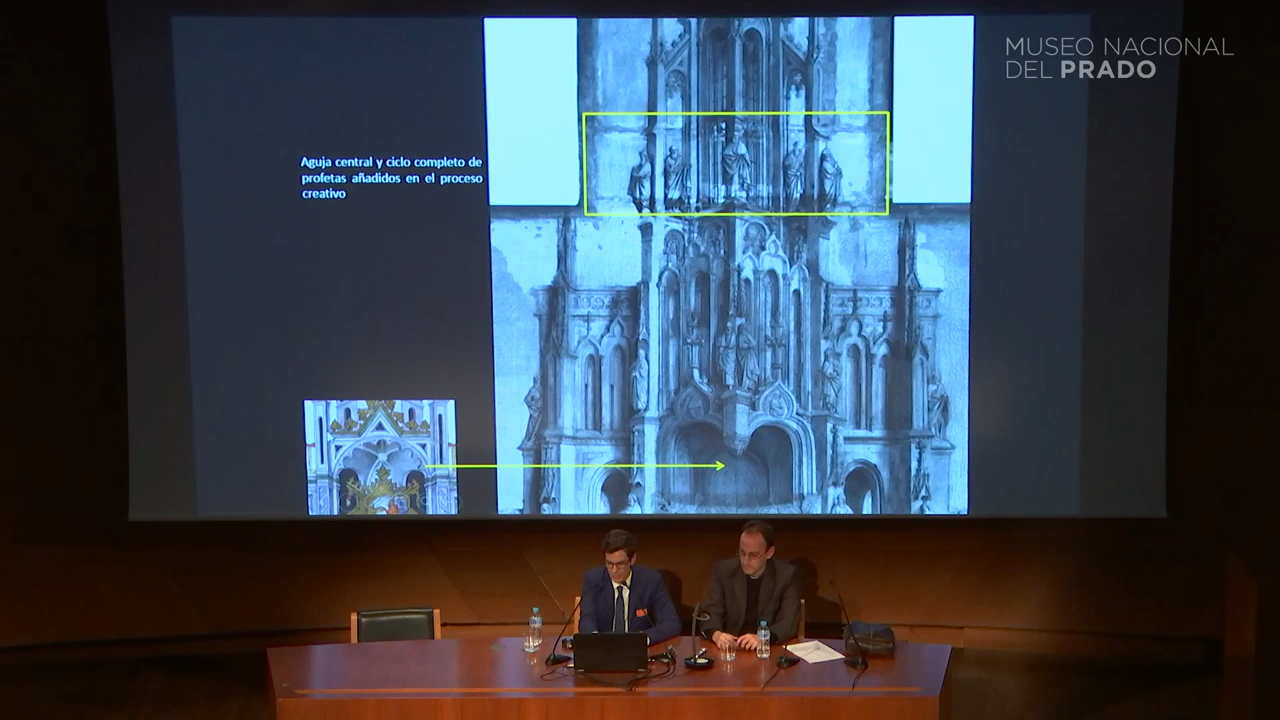 MUSEO NACIONAL
DEL PRADO
Aguja central y ciclo completo de
profetas añadidos en el proceso
creativo